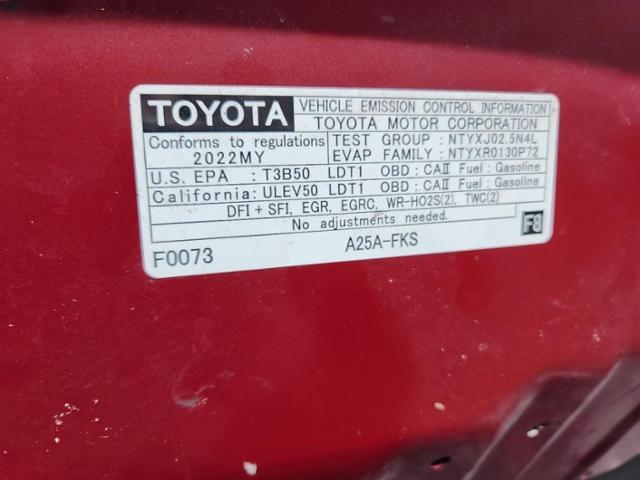 TOYOTA VEHICLE EMISSION CONTROL INFORMATION
TOYOTA MOTOR CORPORATION
Conforms to regulations TEST GROUP : NTYXJ02.5N4L
2022MY EVAP FAMILY : NTYXR0130P72
U.S. EPA : T3B50 LDT1 OBD : CAⅡ Fuel : Gasoline
California: ULEV50 LDT1 OBD : CAⅡ Fuel : Gasoline
DFI + SFI, EGR, EGRC, WR-HO2S(2), TWC(2)
No adjustments needed.
F0073 A25A-FKS F8